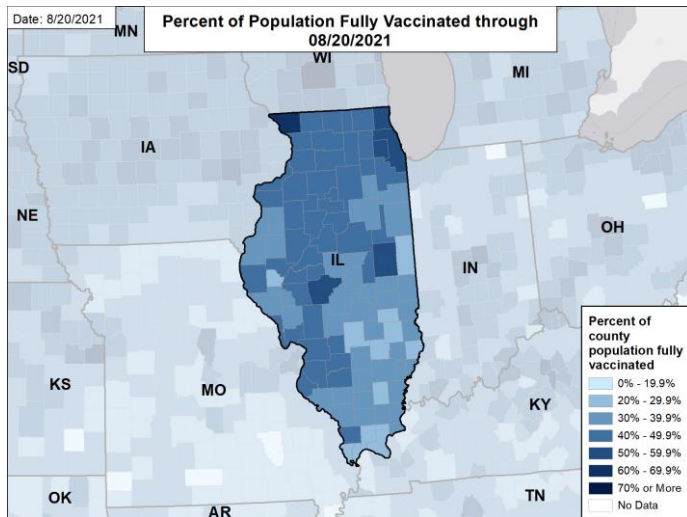 Date: 8/20/2021
Percent of Population Fully Vaccinated through
08/20/2021
MN
WI
SD
MI
IA
NE
IL
IN
OH
KS
MO
KY
OK
AR
TN
Percent of
county
population fully
vaccinated
0% - 19.9%
20% - 29.9%
30% - 39.9%
40% - 49.9%
50% - 59.9%
60% - 69.9%
70% or More
No Data